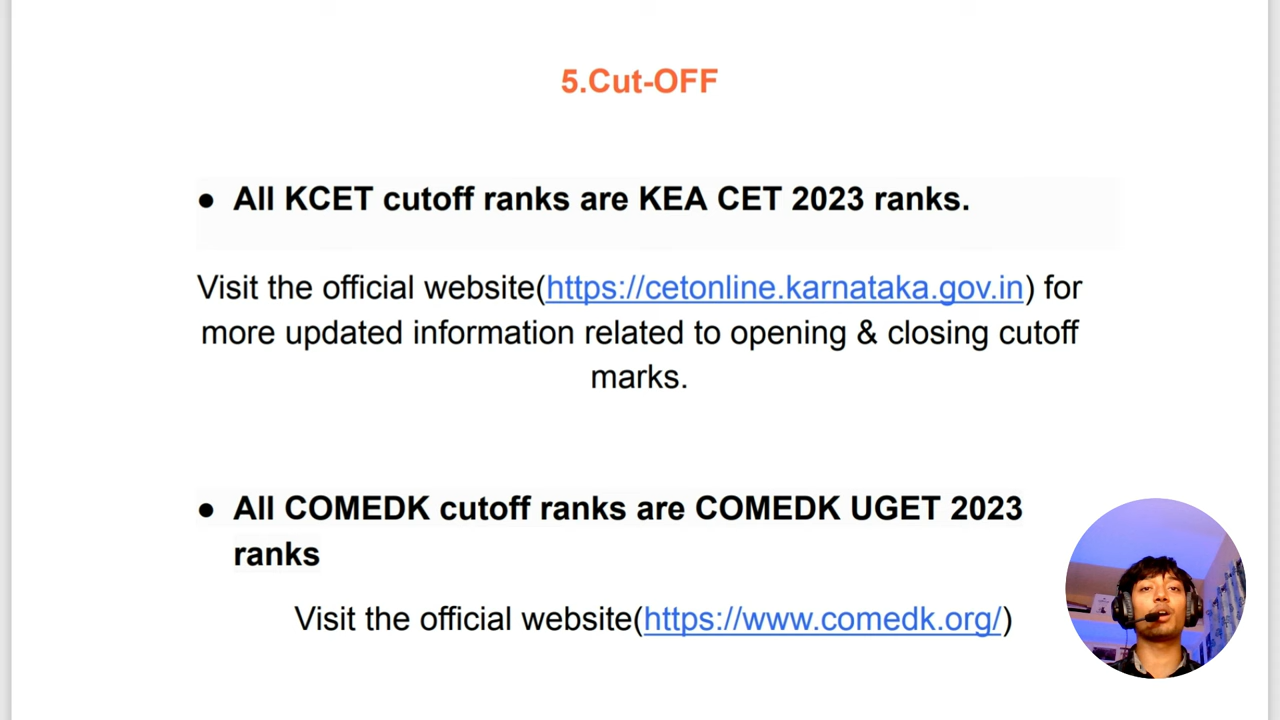 5.Cut-OFF
● All KCET cutoff ranks are KEA CET 2023 ranks.
Visit the official website(https://cetonline.karnataka.gov.in) for
more updated information related to opening & closing cutoff
marks.
● All COMEDK cutoff ranks are COMEDK UGET 2023
ranks
Visit the official website(https://www.comedk.org/)